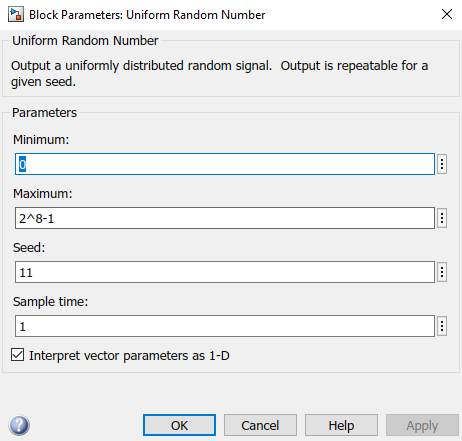 Block Parameters: Uniform Random Number
Uniform Random Number
Output a uniformly distributed random signal.  Output is repeatable for a
given seed.
Parameters
Minimum:
0
Maximum:
2^8-1
Seed:
11
Sample time:
1
Interpret vector parameters as 1-D
OK
Cancel
Help
Apply